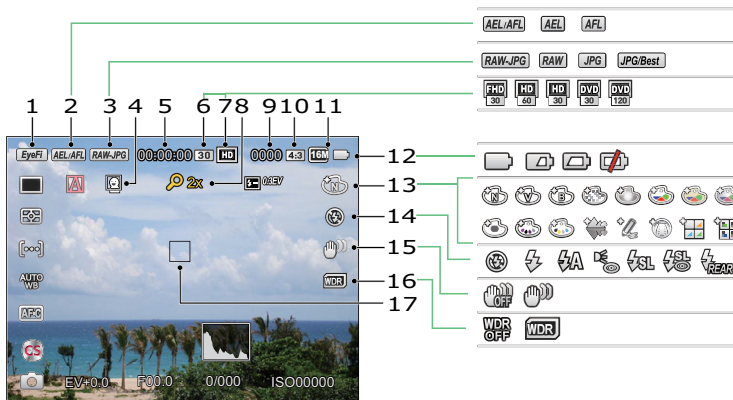 AEL/AFL AEL AFL
RAW-JPG RAW JPG JPG/Best
FHD 30 HD 60 HD 30 DVD 30 DVD 120
1 2 3 4 5 6 7 8 9 10 11
EyeFi AEL/AFL RAW-JPG 00:00:00 30 HD 0000 4:3 16M
12
2x 0.3EV N
13
N V B
14
A SL SL REAR
15
OFF
AUTO WB
WDR
16
WDR OFF WDR
17
AF-C
CS
EV+0.0 F00.0 0/000 ISO00000